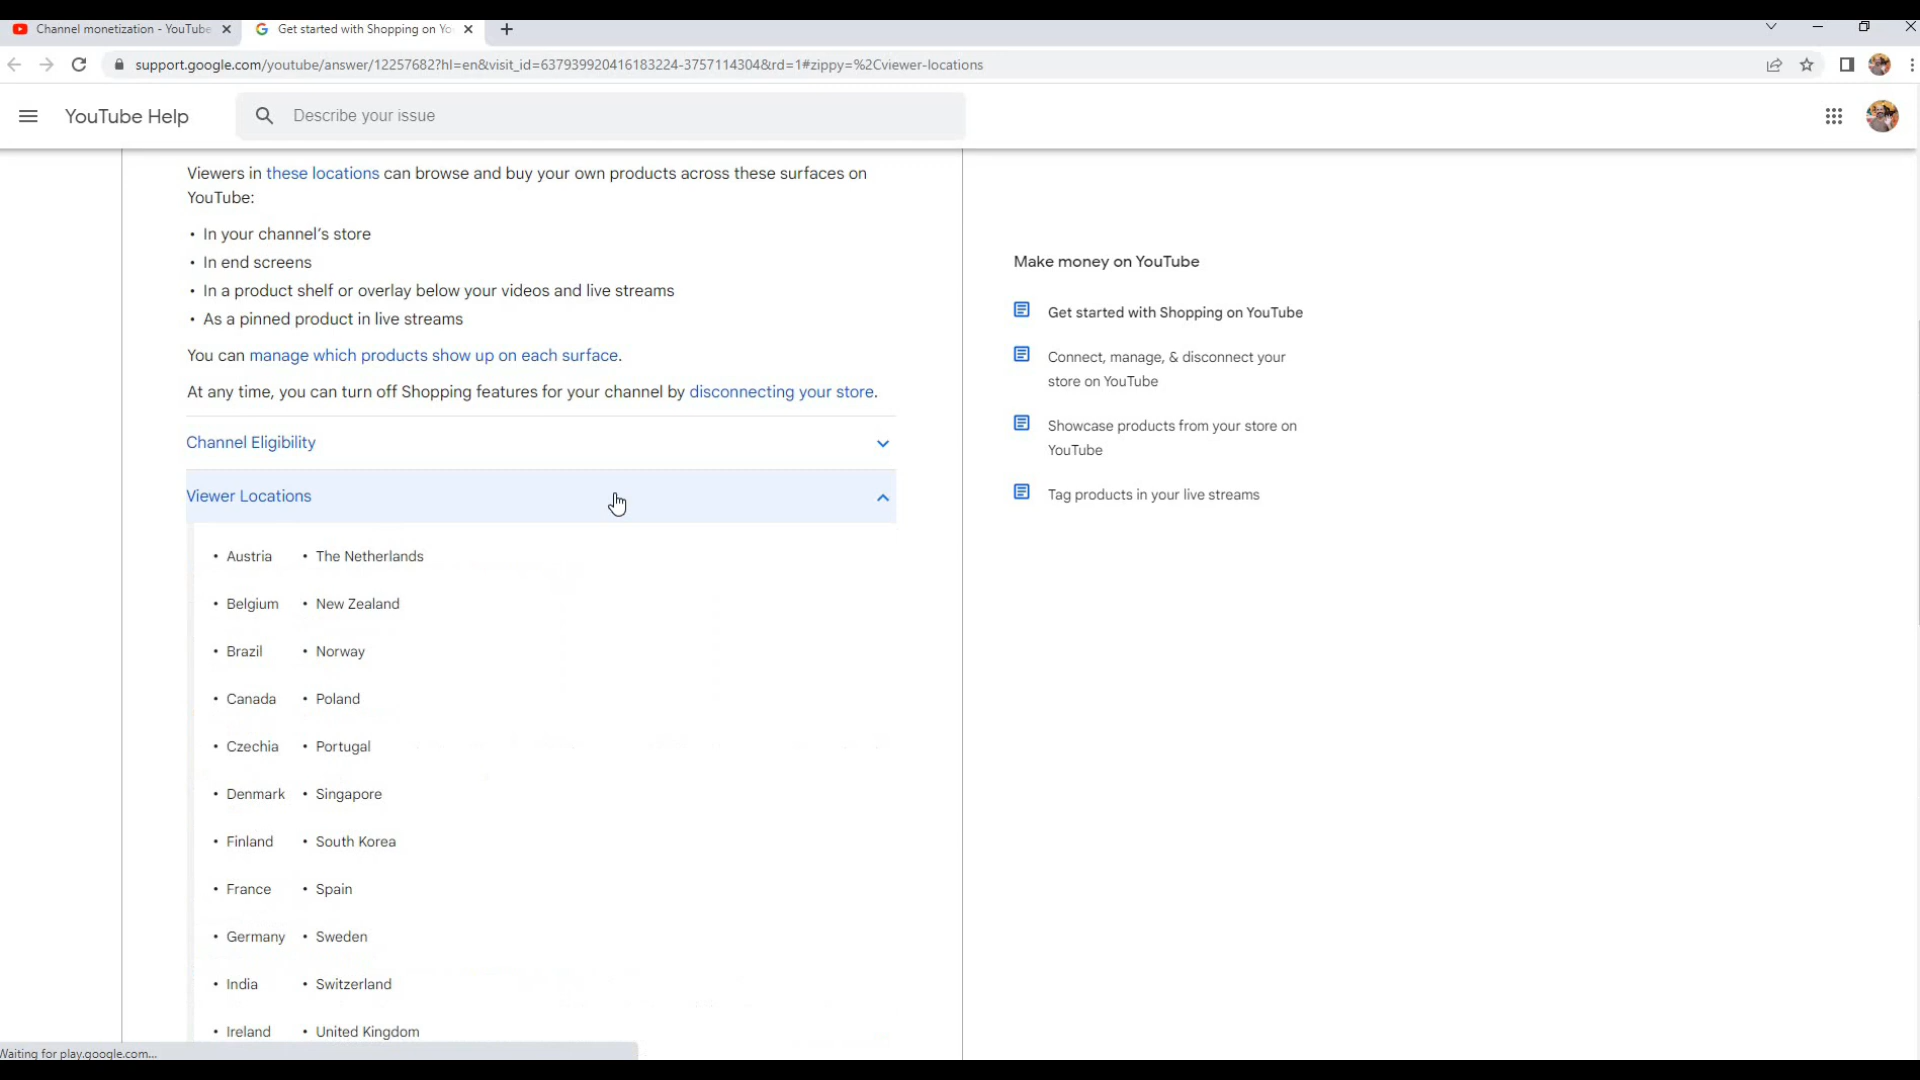 Channel monetization - YouTube
Get started with Shopping on Yo
support.google.com/youtube/answer/12257682?hl=en&visit_id=637939920416183224-3757114304&rd=1#zippy=%2Cviewer-locations
YouTube Help
Describe your issue
Viewers in these locations can browse and buy your own products across these surfaces on
YouTube:
• In your channel's store
• In end screens
• In a product shelf or overlay below your videos and live streams
• As a pinned product in live streams
You can manage which products show up on each surface.
At any time, you can turn off Shopping features for your channel by disconnecting your store.
Channel Eligibility
Viewer Locations
• Austria • The Netherlands
• Belgium • New Zealand
• Brazil • Norway
• Canada • Poland
• Czechia • Portugal
• Denmark • Singapore
• Finland • South Korea
• France • Spain
• Germany • Sweden
• India • Switzerland
• Ireland • United Kingdom
Make money on YouTube
Get started with Shopping on YouTube
Connect, manage, & disconnect your
store on YouTube
Showcase products from your store on
YouTube
Tag products in your live streams
Waiting for play.google.com...